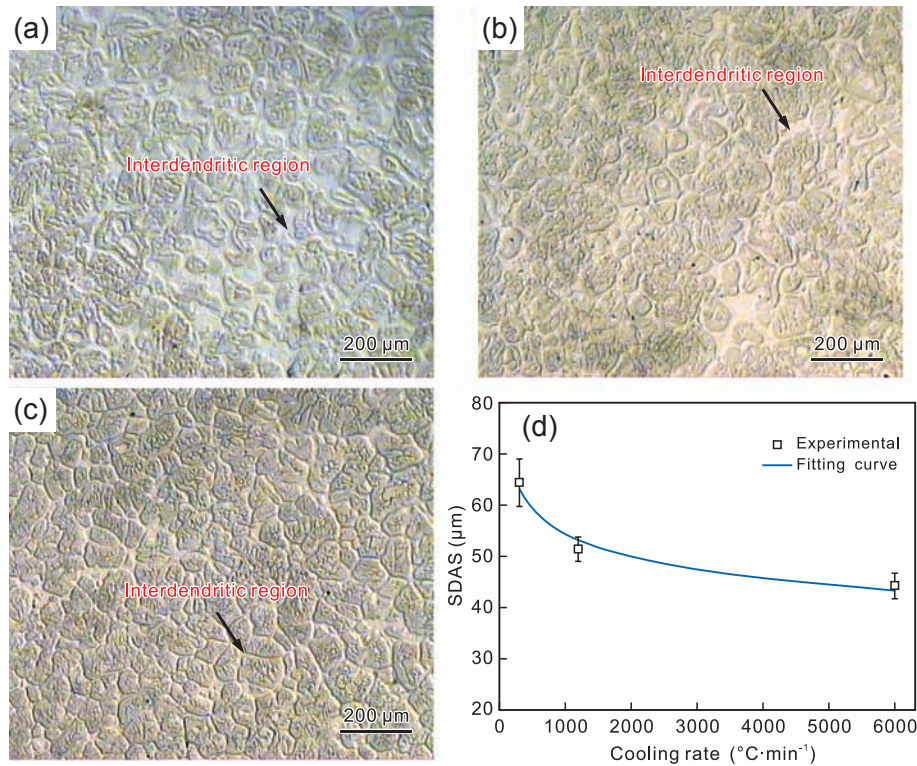 (a)
Interdendritic region
200 µm
(b)
Interdendritic region
200 µm
(c)
Interdendritic region
200 µm
(d)
80
70
60
50
40
30
20
SDAS (µm)
Experimental
Fitting curve
0 1000 2000 3000 4000 5000 6000
Cooling rate (°C·min⁻¹)